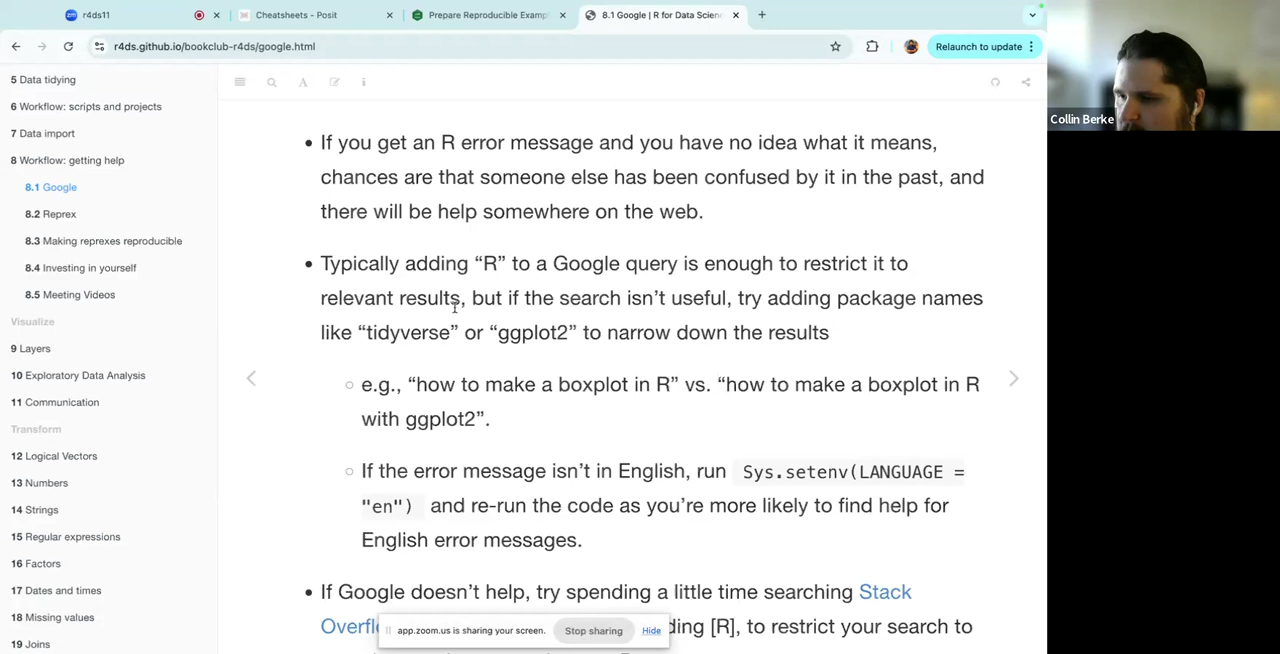 r4ds11
Cheatsheets - Posit
Prepare Reproducible Examp
8.1 Google | R for Data Scienc
r4ds.github.io/bookclub-r4ds/google.html
Relaunch to update
5 Data tidying
6 Workflow: scripts and projects
7 Data import
8 Workflow: getting help
8.1 Google
8.2 Reprex
8.3 Making reprexes reproducible
8.4 Investing in yourself
8.5 Meeting Videos
Visualize
9 Layers
10 Exploratory Data Analysis
11 Communication
Transform
12 Logical Vectors
13 Numbers
14 Strings
15 Regular expressions
16 Factors
17 Dates and times
18 Missing values
19 Joins
• If you get an R error message and you have no idea what it means,
chances are that someone else has been confused by it in the past, and
there will be help somewhere on the web.
• Typically adding “R” to a Google query is enough to restrict it to
relevant results, but if the search isn’t useful, try adding package names
like “tidyverse” or “ggplot2” to narrow down the results
○ e.g., “how to make a boxplot in R” vs. “how to make a boxplot in R
with ggplot2”.
○ If the error message isn’t in English, run Sys.setenv(LANGUAGE =
"en") and re-run the code as you’re more likely to find help for
English error messages.
• If Google doesn’t help, try spending a little time searching Stack
Overfl ding [R], to restrict your search to
app.zoom.us is sharing your screen.
Stop sharing
Hide
Collin Berke